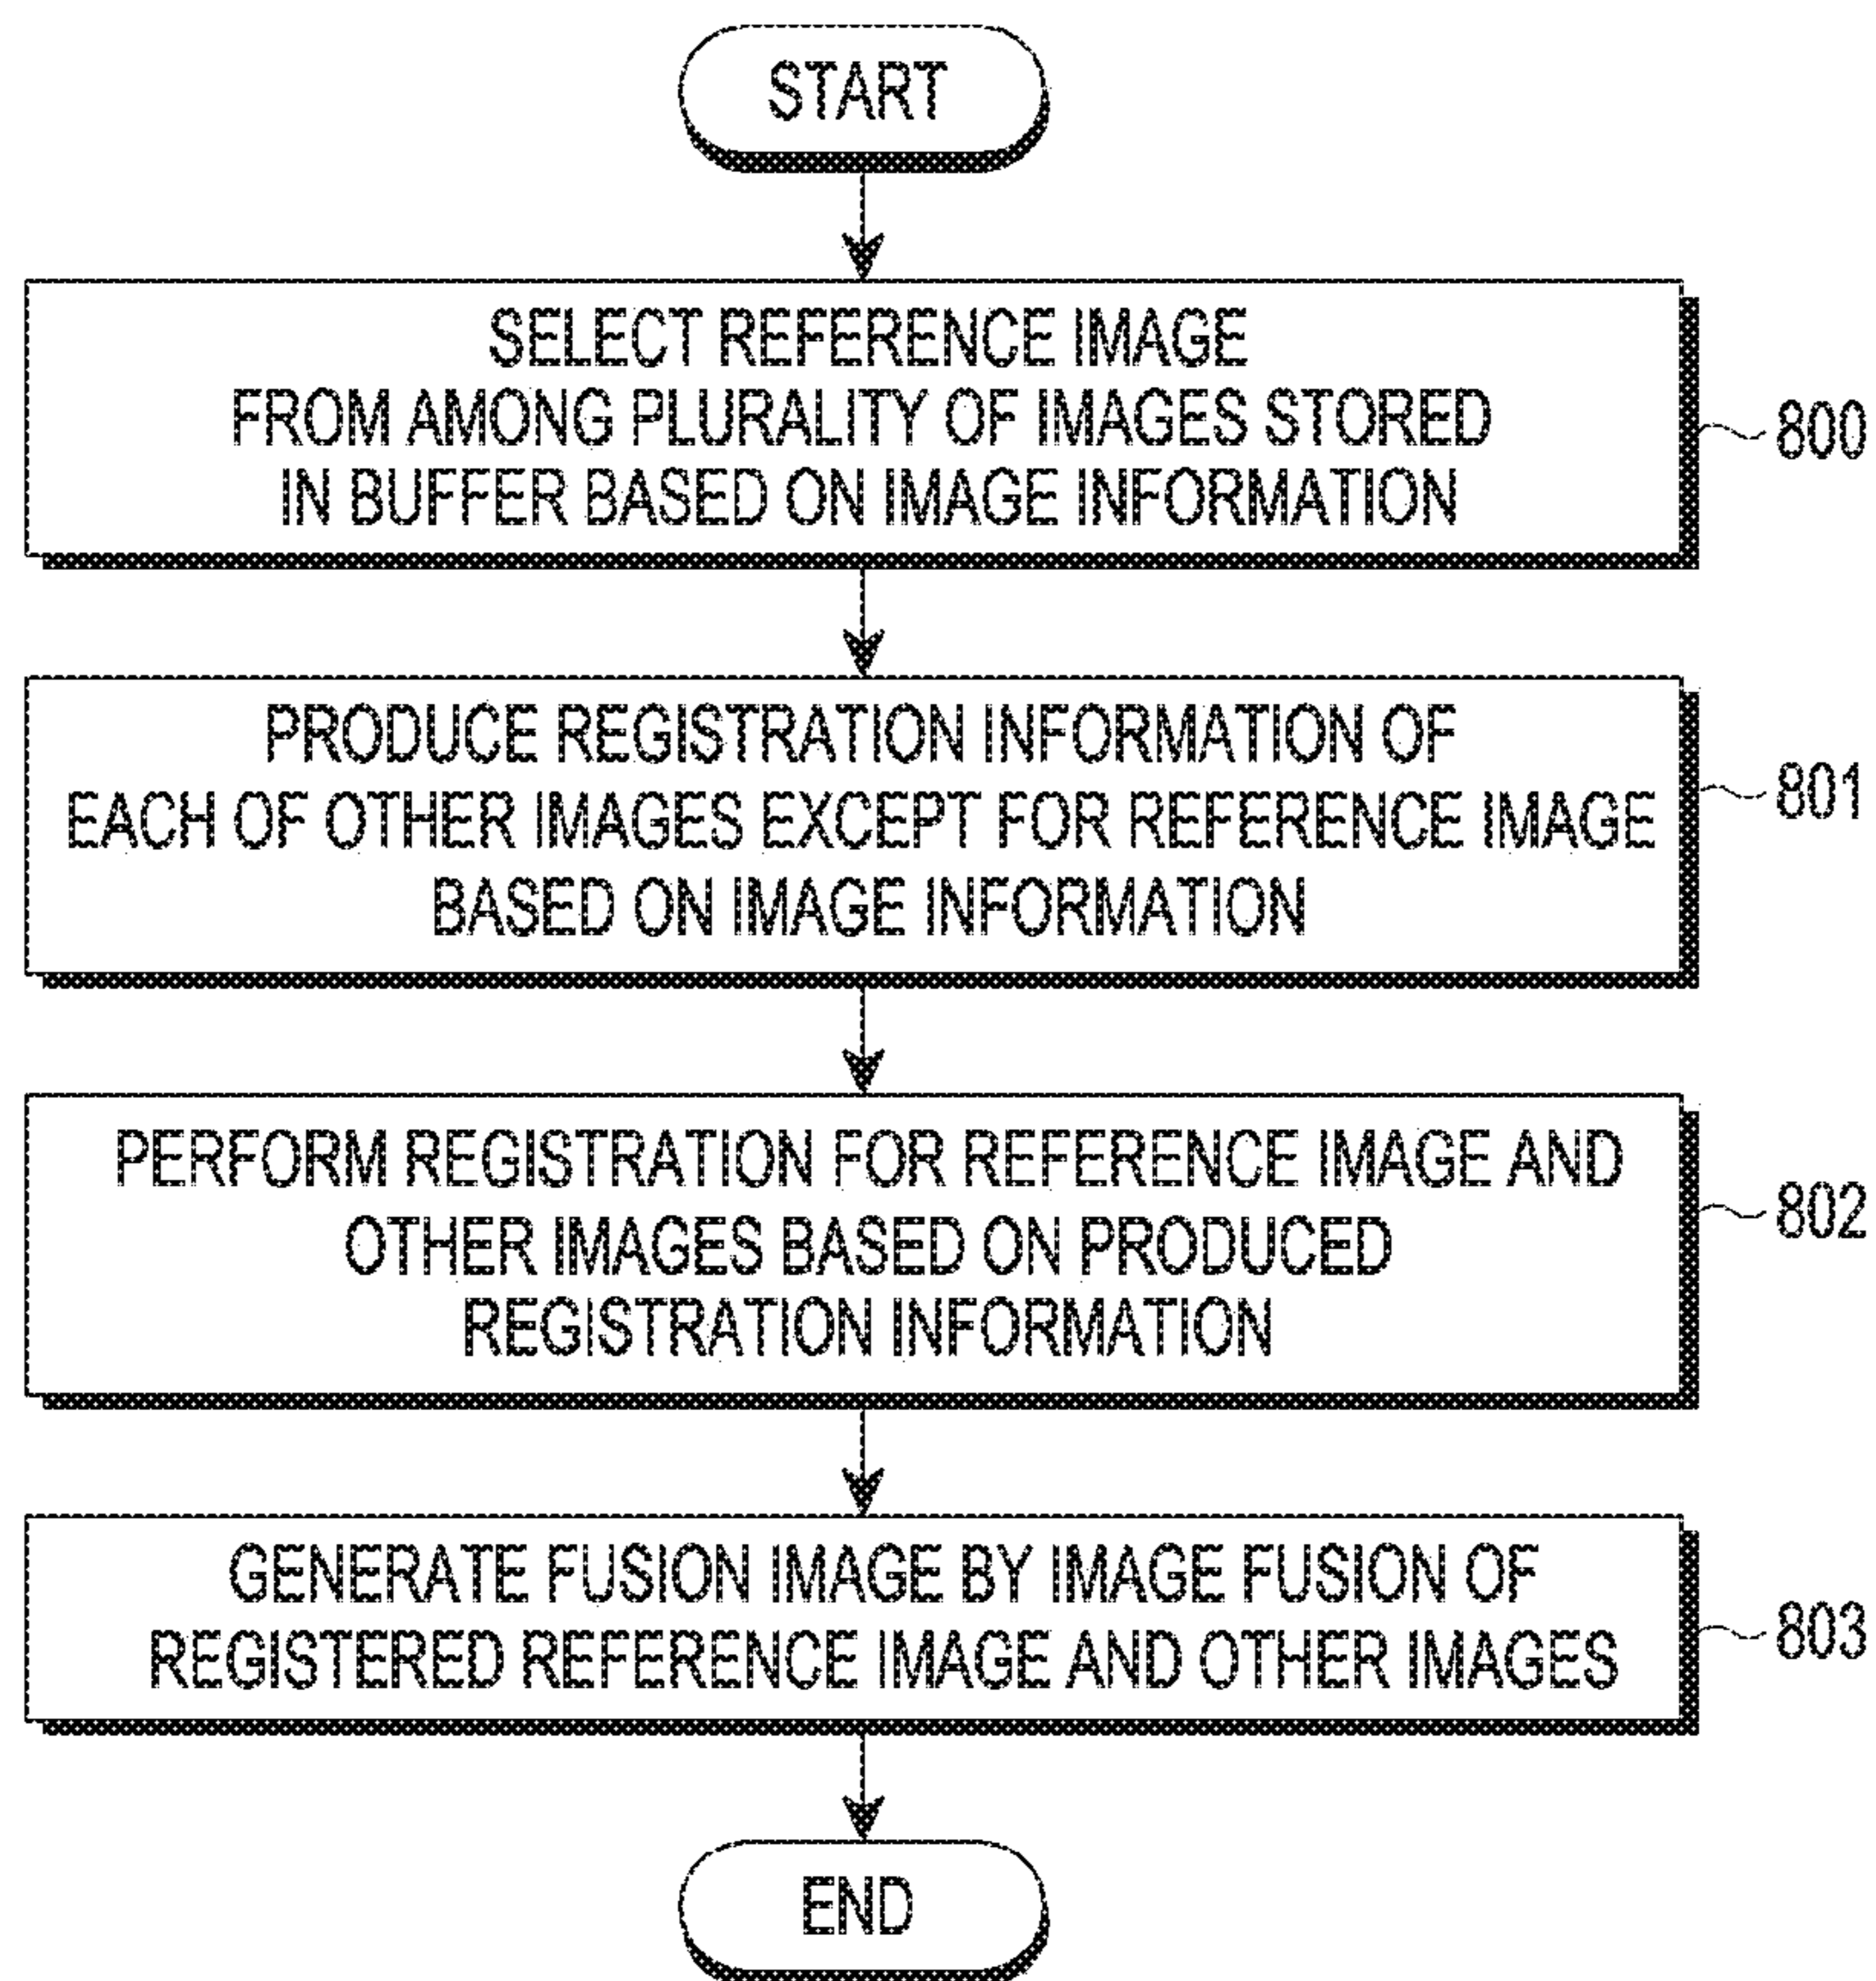 START
SELECT REFERENCE IMAGE
FROM AMONG PLURALITY OF IMAGES STORED
IN BUFFER BASED ON IMAGE INFORMATION
800
PRODUCE REGISTRATION INFORMATION OF
EACH OF OTHER IMAGES EXCEPT FOR REFERENCE IMAGE
BASED ON IMAGE INFORMATION
801
PERFORM REGISTRATION FOR REFERENCE IMAGE AND
OTHER IMAGES BASED ON PRODUCED
REGISTRATION INFORMATION
802
GENERATE FUSION IMAGE BY IMAGE FUSION OF
REGISTERED REFERENCE IMAGE AND OTHER IMAGES
803
END